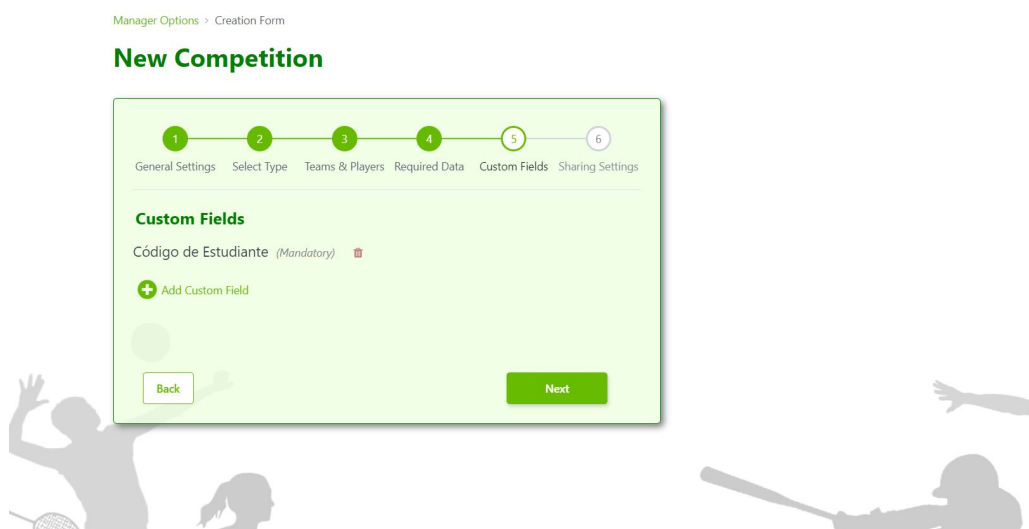 Manager Options > Creation Form
New Competition
1 2 3 4 5 6
General Settings Select Type Teams & Players Required Data Custom Fields Sharing Settings
Custom Fields
Código de Estudiante (Mandatory)
Add Custom Field
Back Next